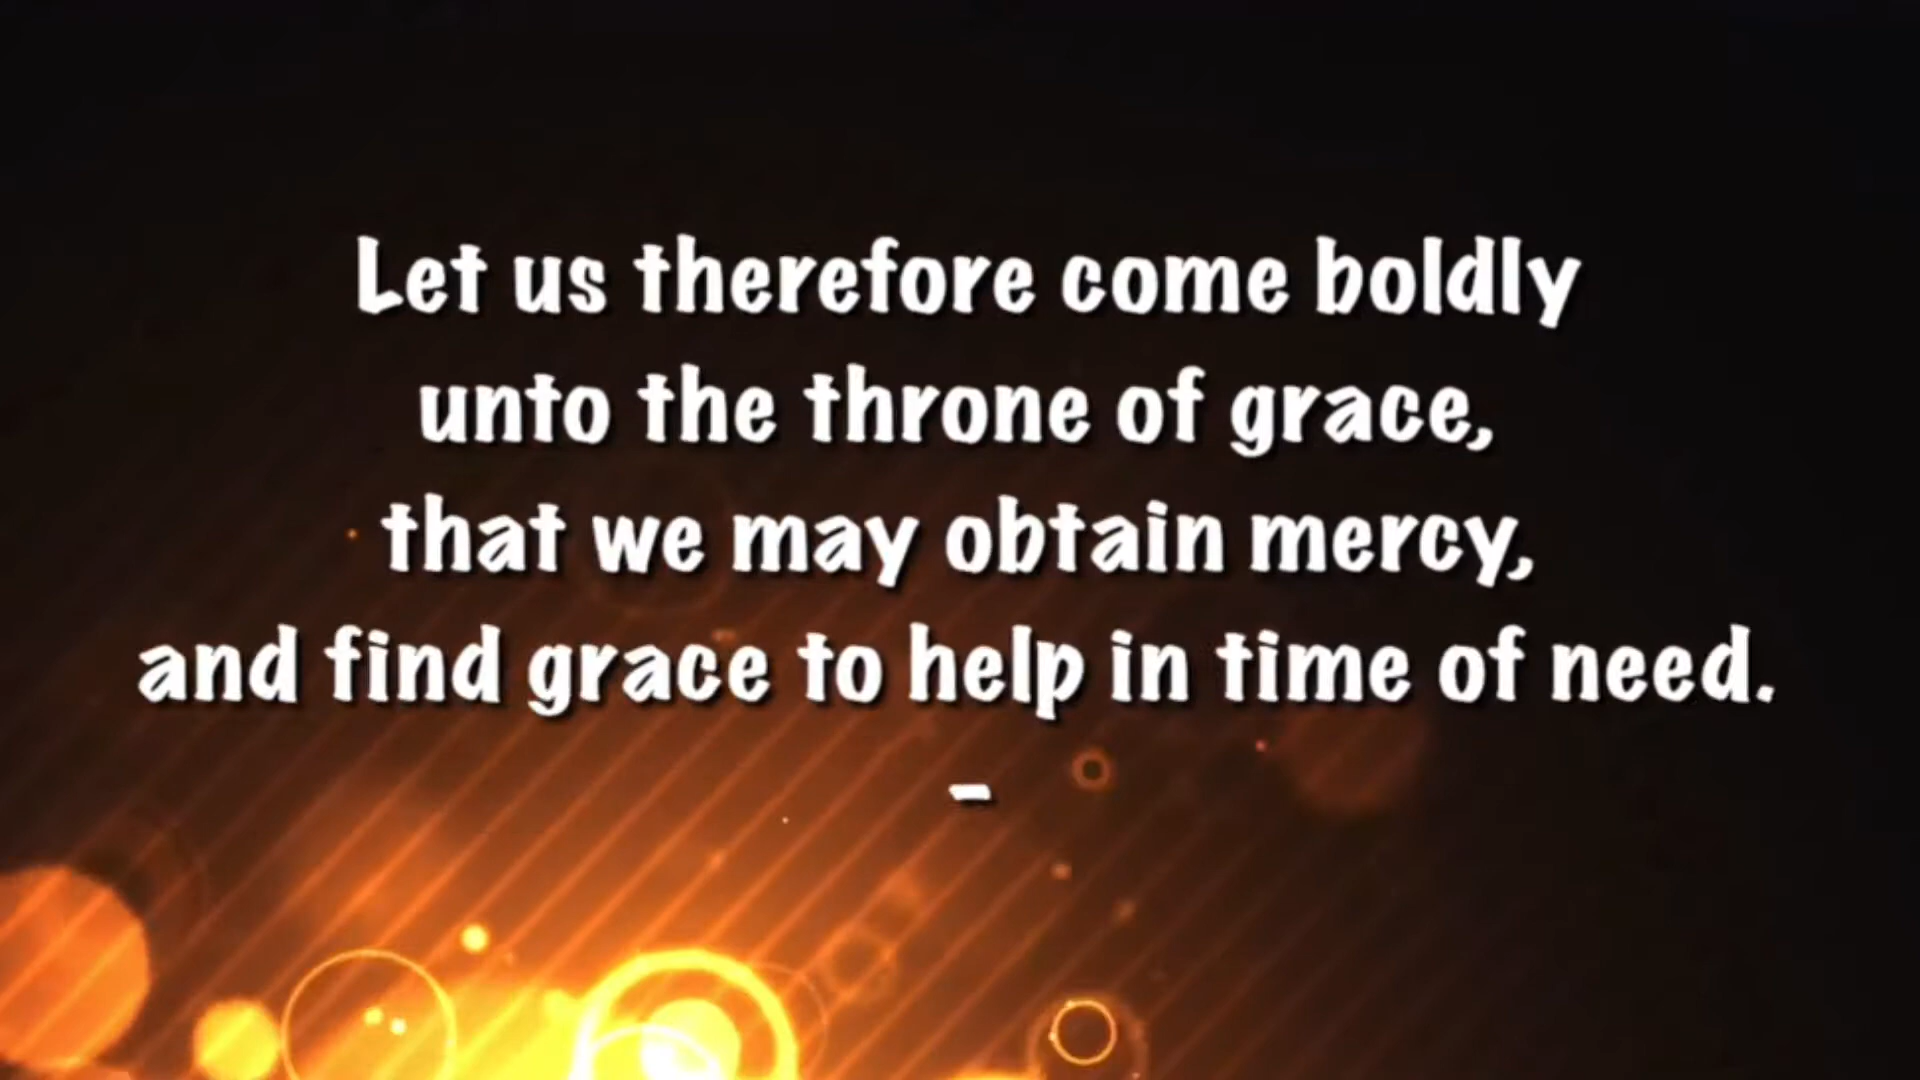 Let us therefore come boldly
unto the throne of grace,
that we may obtain mercy,
and find grace to help in time of need.
-